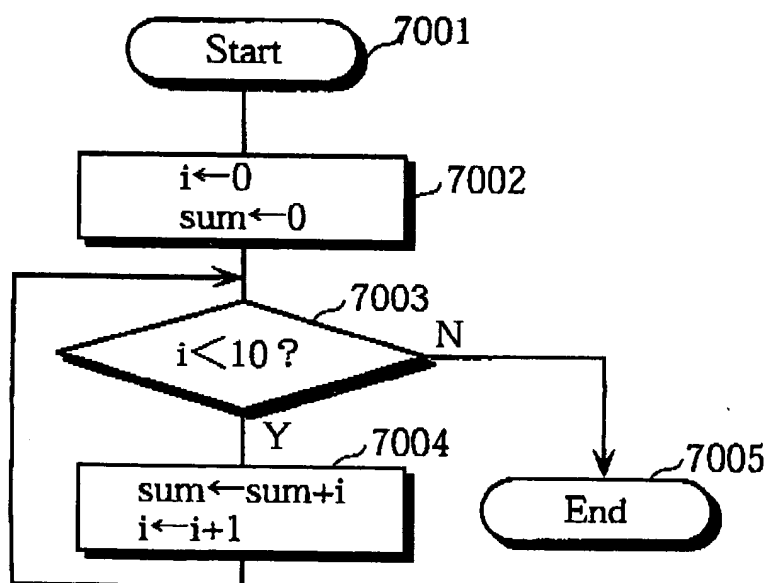 Start
7001
i←0
sum←0
7002
7003
i<10?
N
Y
7004
sum←sum+i
i←i+1
7005
End